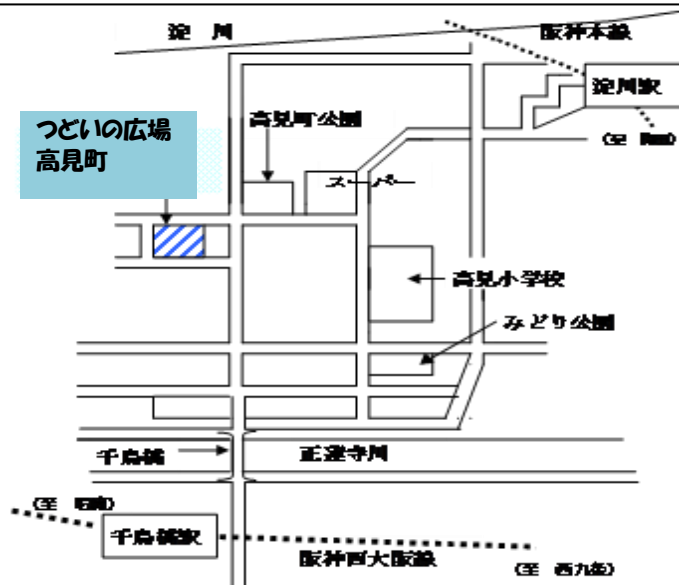 淀 川
阪神本線
淀川駅
つどいの広場
高見町
高見町公園
スーパー
高見小学校
みどり公園
千鳥橋
正蓮寺川
千鳥橋駅
阪神西大阪線
(至 西九条)